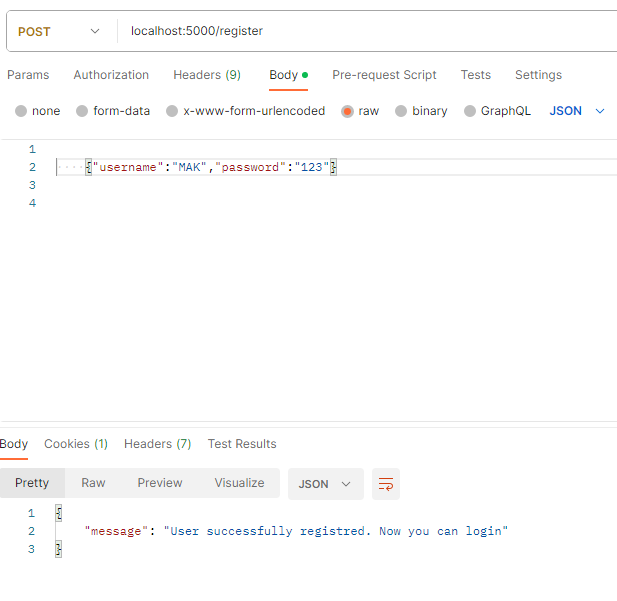 POST localhost:5000/register
Params Authorization Headers (9) Body Pre-request Script Tests Settings
none form-data x-www-form-urlencoded raw binary GraphQL JSON
1
2 {"username":"MAK","password":"123"}
3
4
Body Cookies (1) Headers (7) Test Results
Pretty Raw Preview Visualize JSON
1 {
2 "message": "User successfully registred. Now you can login"
3 }